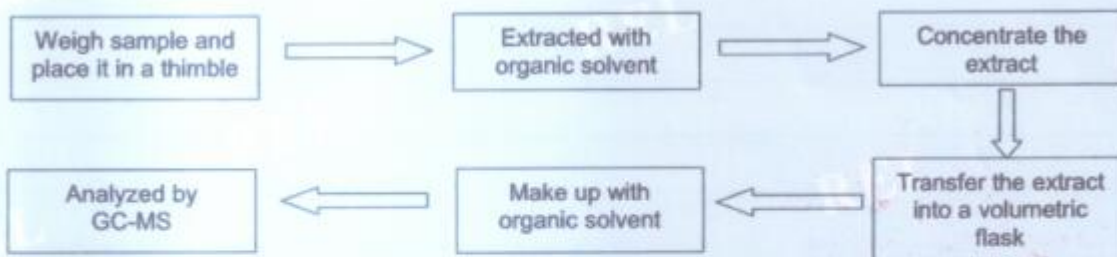 Weigh sample and
place it in a thimble
Extracted with
organic solvent
Concentrate the
extract
Transfer the extract
into a volumetric
flask
Make up with
organic solvent
Analyzed by
GC-MS